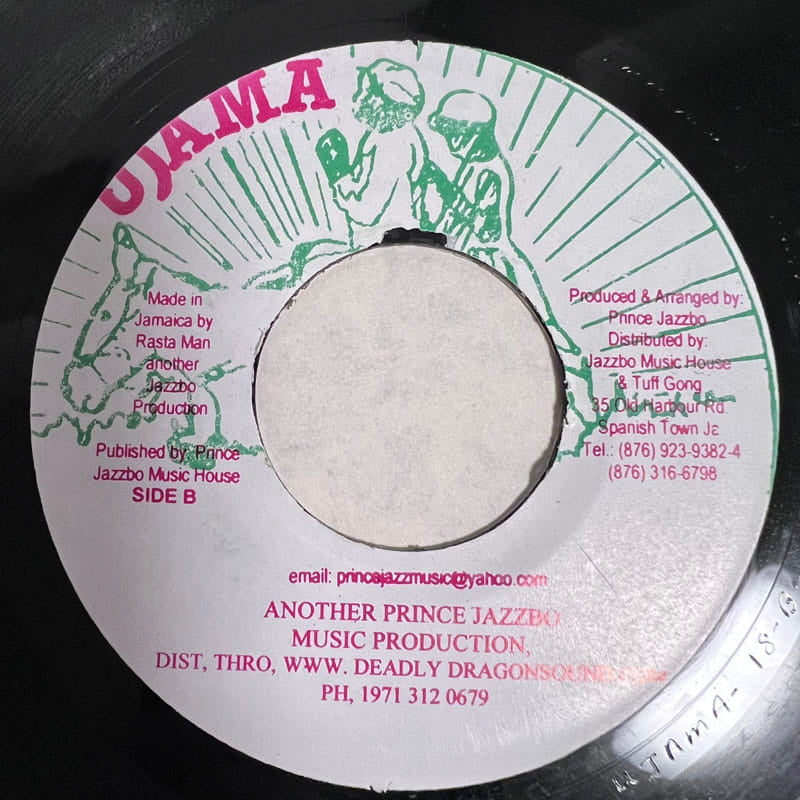 UJAMA
Made in
Jamaica by
Rasta Man
another
Jazzbo
Production
Published by: Prince
Jazzbo Music House
SIDE B
Produced & Arranged by:
Prince Jazzbo
Distributed by:
Jazzbo Music House
& Tuff Gong
35 Old Harbour Rd.
Spanish Town Ja
Tel.: (876) 923-9382-4
(876) 316-6798
email: princejazzmusic@yahoo.com
ANOTHER PRINCE JAZZBO
MUSIC PRODUCTION,
DIST, THRO, WWW. DEADLY DRAGONSOUND.com
PH, 1971 312 0679
UJAMA- 18-B